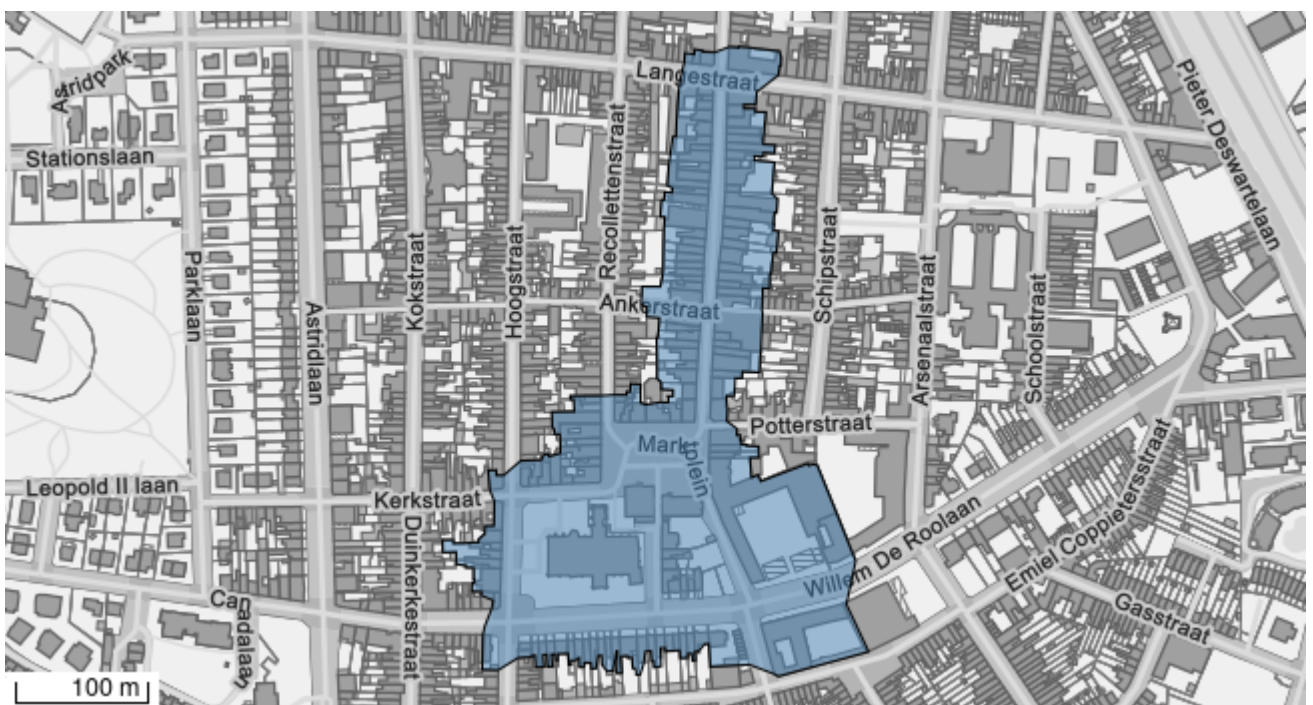 Astridpark
Langestraat
Pieter Deswartelaan
Stationslaan
Parklaan
Astridlaan
Kokstraat
Hoogstraat
Recollettenstraat
Schipstraat
Arsenaalstraat
Schoolstraat
Ankerstraat
Potterstraat
Marktplein
Leopold II laan
Kerkstraat
Duinkerkestraat
Willem De Roolaan
Emiel Coppietersstraat
Canadalaan
Gasstraat
100 m